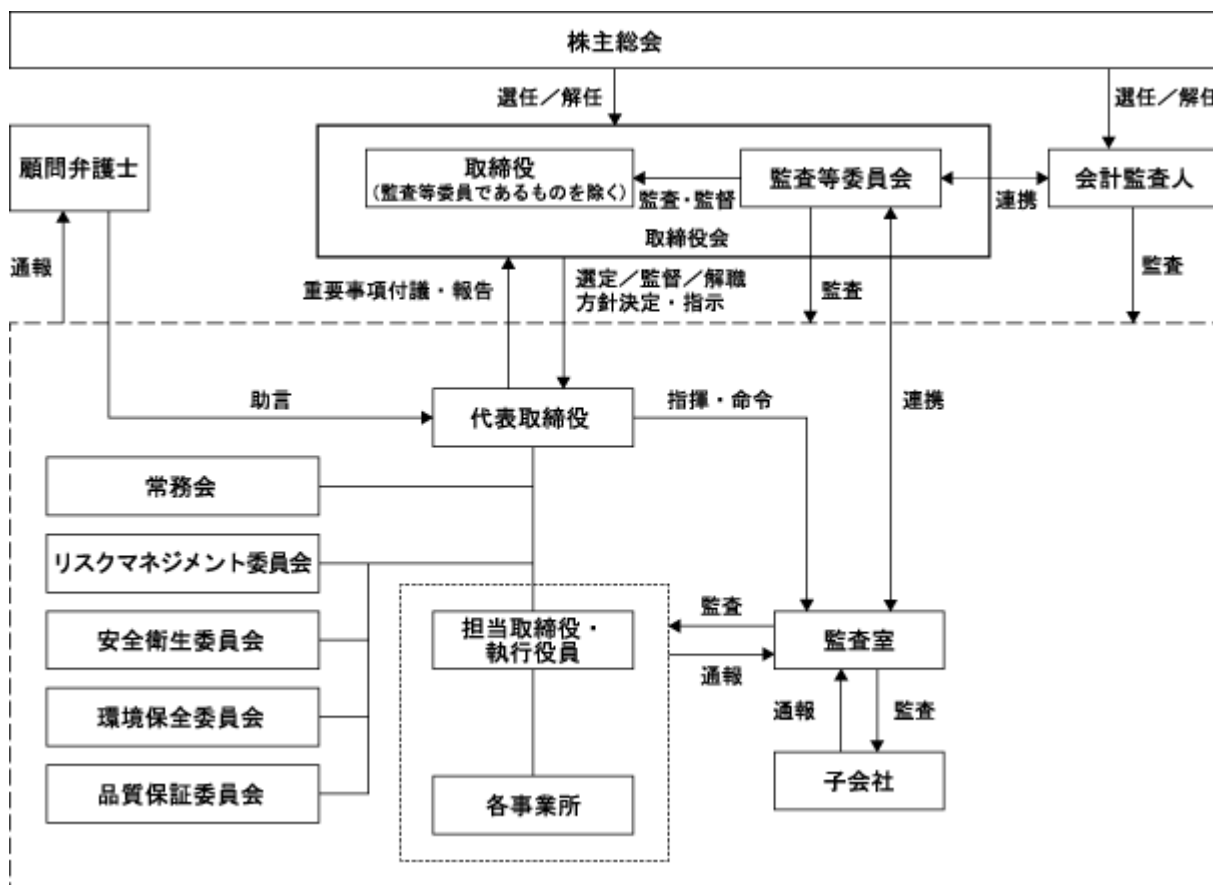 株主総会
選任／解任
選任／解任
顧問弁護士
取締役
（監査等委員であるものを除く）
監査・監督
監査等委員会
連携
会計監査人
取締役会
通報
重要事項付議・報告
選定／監督／解職
方針決定・指示
監査
監査
助言
代表取締役
指揮・命令
連携
常務会
リスクマネジメント委員会
安全衛生委員会
環境保全委員会
品質保証委員会
担当取締役・
執行役員
各事業所
監査
通報
監査室
通報
監査
子会社